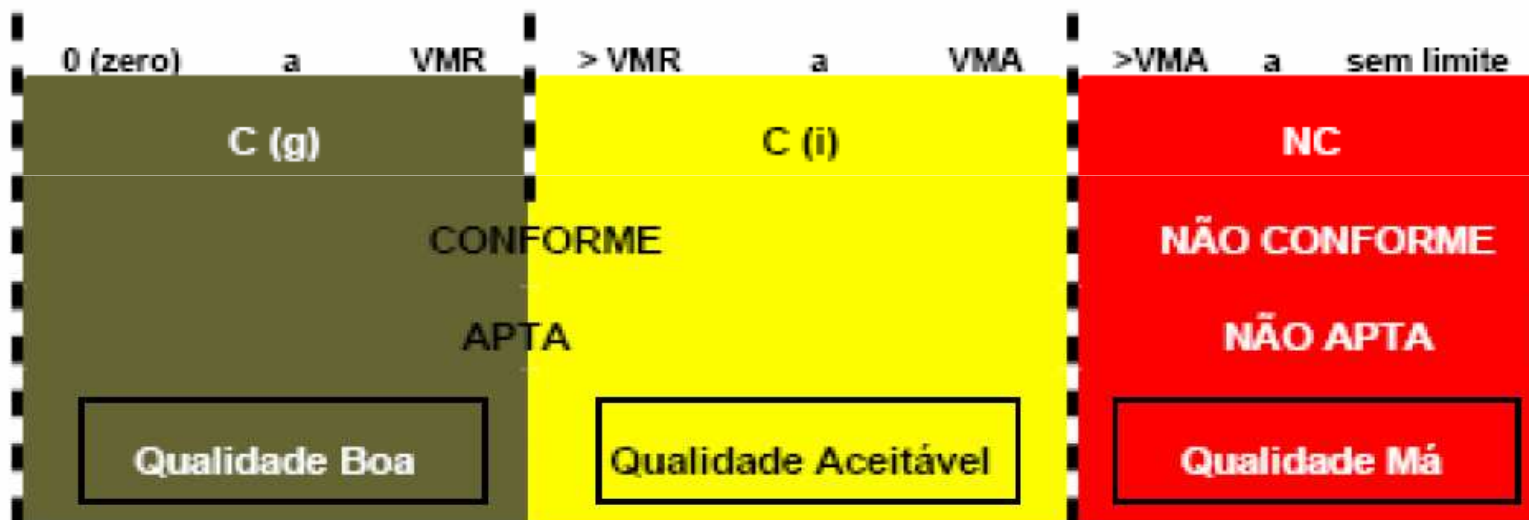 0 (zero) a VMR > VMR a VMA >VMA a sem limite
C (g) C (i) NC
CONFORME NÃO CONFORME
APTA NÃO APTA
Qualidade Boa Qualidade Aceitável Qualidade Má